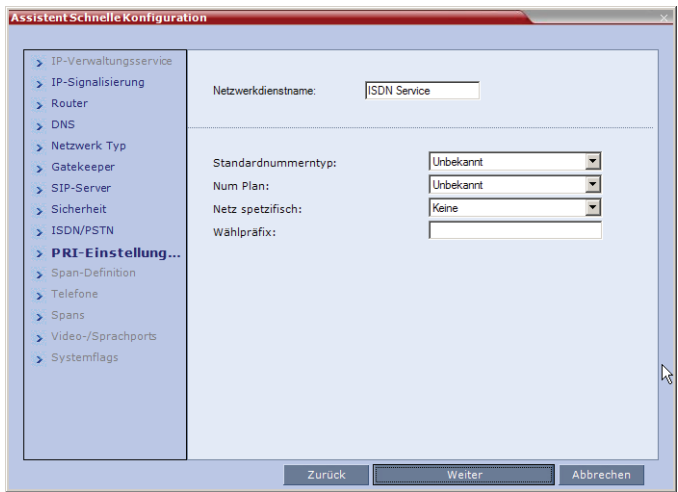 Assistent Schnelle Konfiguration
IP-Verwaltungsservice
IP-Signalisierung
Router
DNS
Netzwerk Typ
Gatekeeper
SIP-Server
Sicherheit
ISDN/PSTN
PRI-Einstellung...
Span-Definition
Telefone
Spans
Video-/Sprachports
Systemflags
Netzwerkdienstname: ISDN Service
Standardnummerntyp: Unbekannt
Num Plan: Unbekannt
Netz spetzifisch: Keine
Wählpräfix:
Zurück Weiter Abbrechen